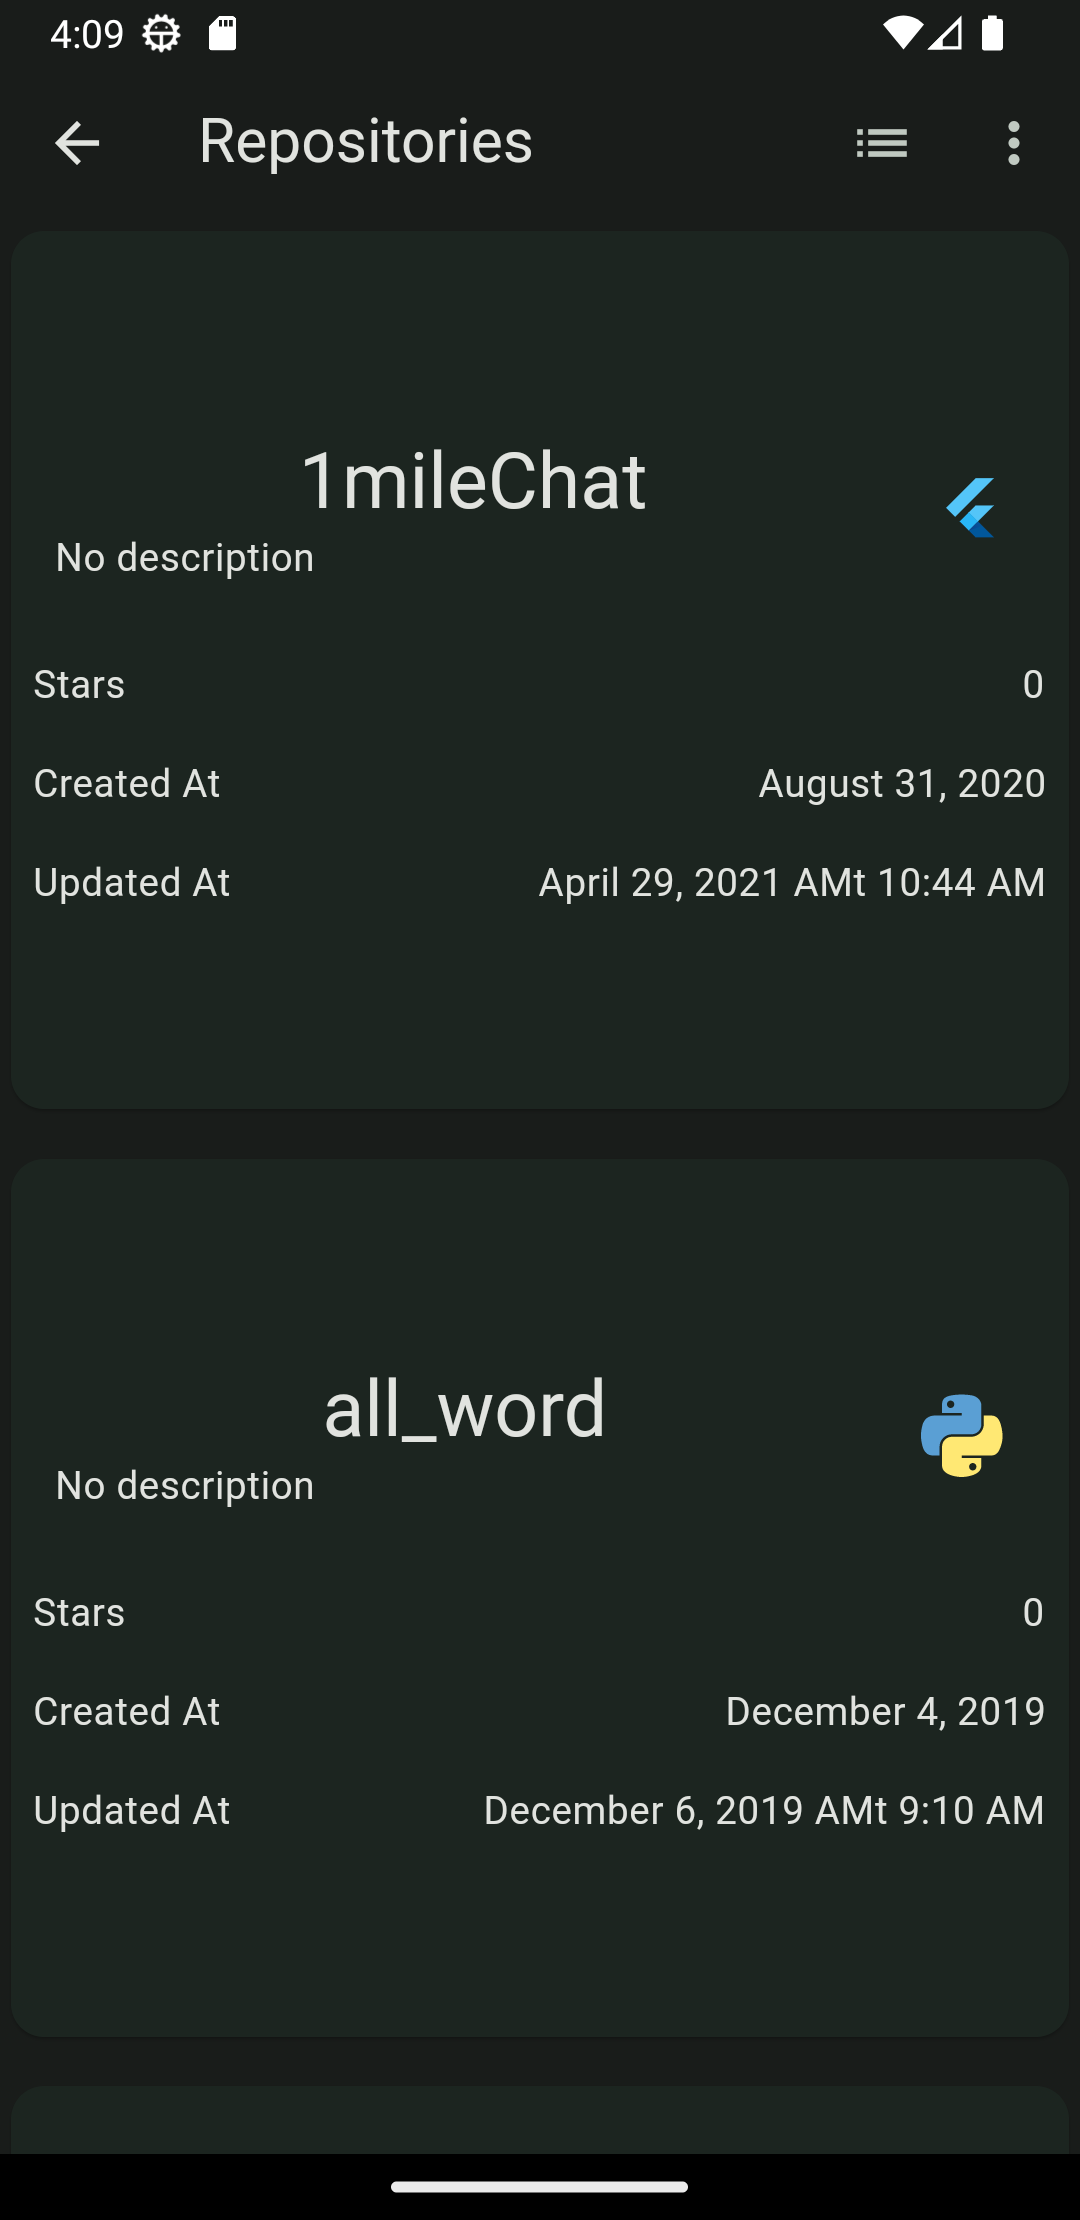 4:09
Repositories
1mileChat
No description
Stars 0
Created At August 31, 2020
Updated At April 29, 2021 AMt 10:44 AM
all_word
No description
Stars 0
Created At December 4, 2019
Updated At December 6, 2019 AMt 9:10 AM